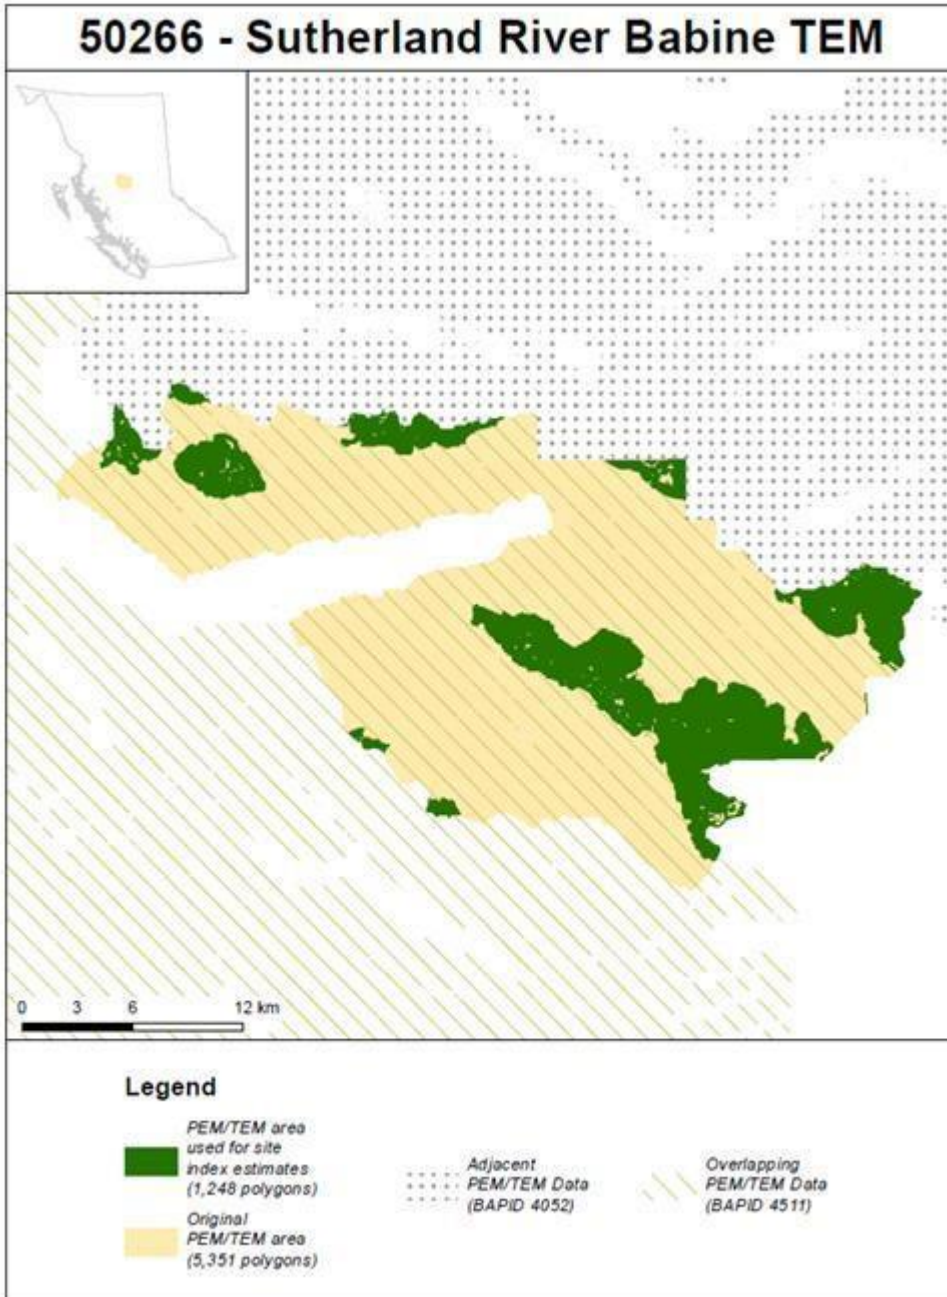 50266 - Sutherland River Babine TEM
0 3 6 12 km
Legend
PEM/TEM area
used for site
index estimates
(1,248 polygons)
Original
PEM/TEM area
(5,351 polygons)
Adjacent
PEM/TEM Data
(BAPID 4052)
Overlapping
PEM/TEM Data
(BAPID 4511)